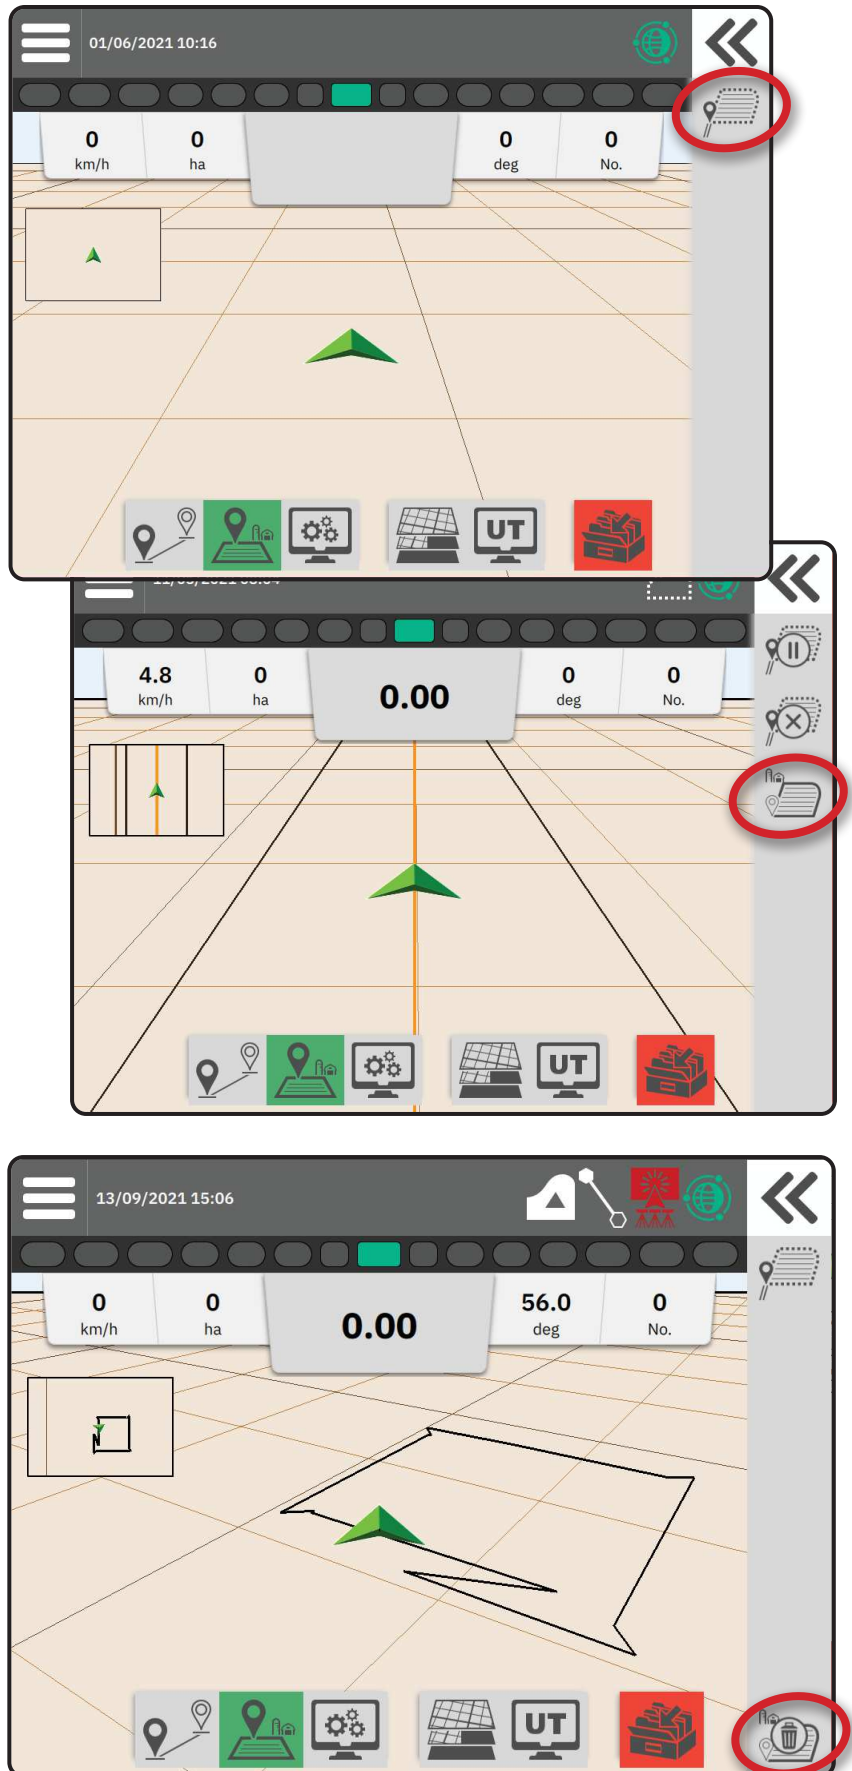 01/06/2021 10:16
0 0 0 0
km/h ha deg No.
UT
4.8 0 0.00 0 0
km/h ha deg No.
UT
13/09/2021 15:06
0 0 0.00 56.0 0
km/h ha deg No.
UT